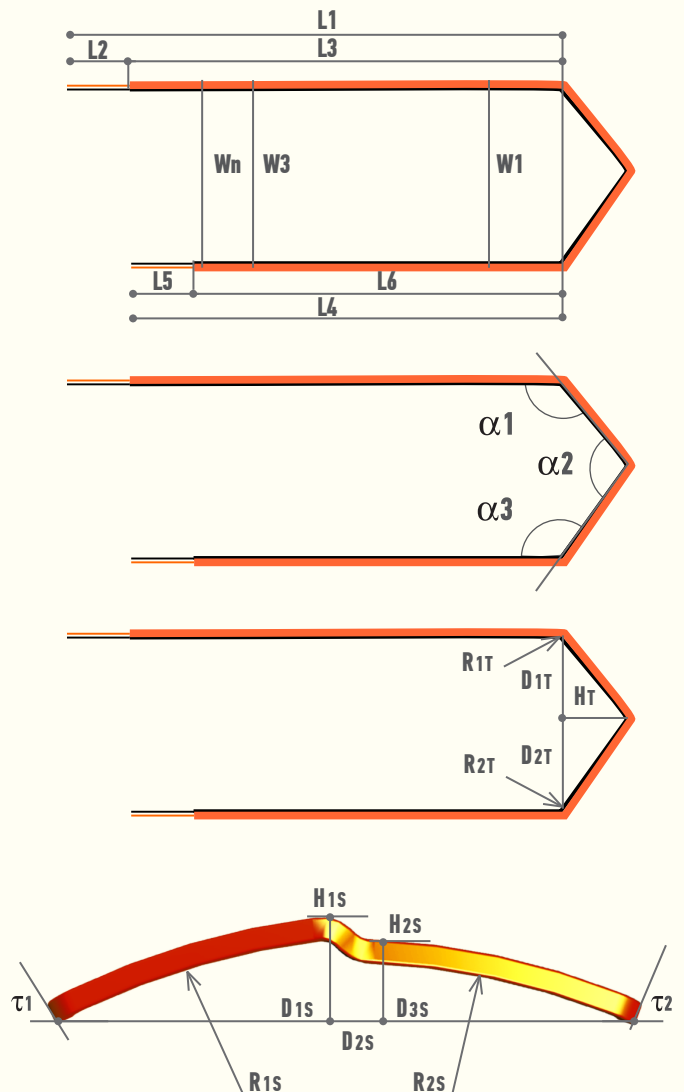 L1
L2 L3
Wn W3 W1
L5 L6
L4
α1
α2
α3
R1T
D1T
HT
D2T
R2T
H1S
H2S
τ1 D1S D3S τ2
D2S
R1S R2S